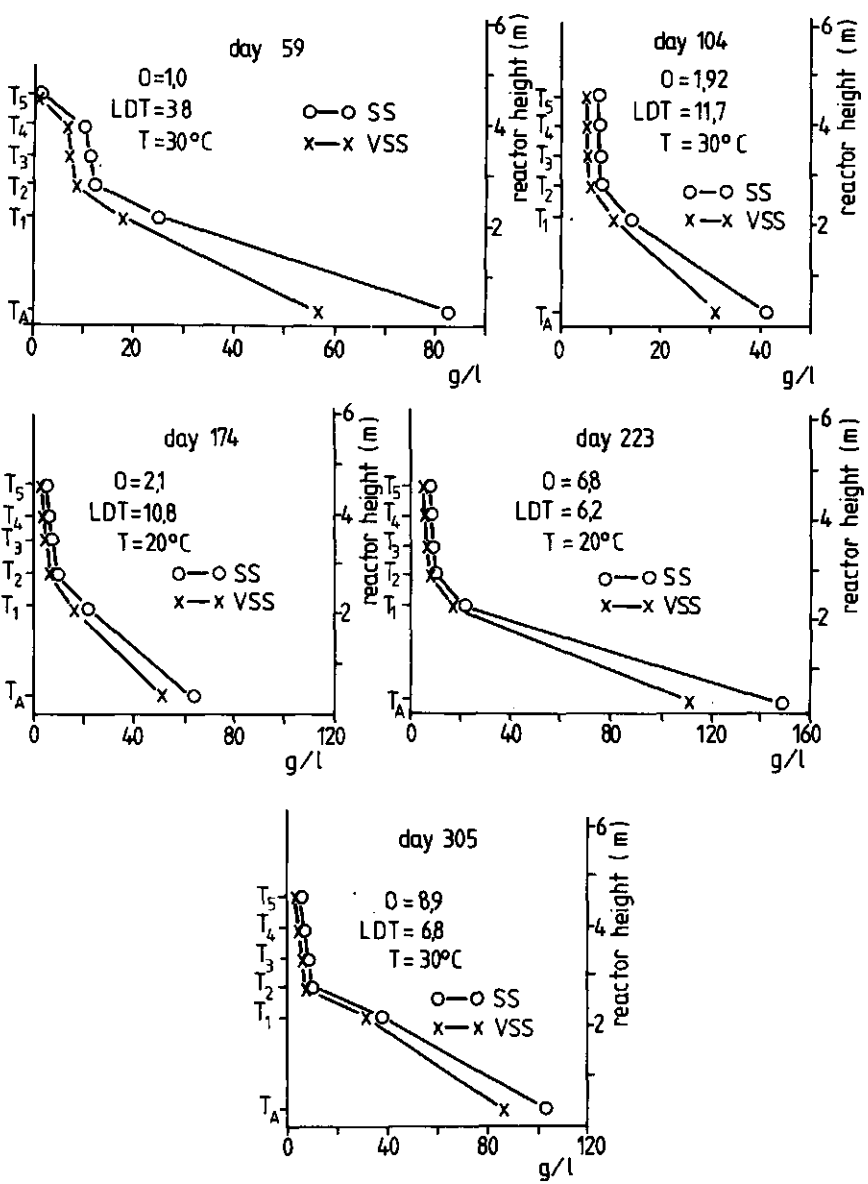 day 59
O=1,0
LDT=38
T=30°C
o—o SS
x—x VSS
T5
T4
T3
T2
T1
TA
6
4
2
reactor height (m)
0 20 40 60 80
g/l
day 104
O=1,92
LDT=11,7
T=30°C
o—o SS
x—x VSS
T5
T4
T3
T2
T1
TA
6
4
2
reactor height (m)
0 20 40
g/l
day 174
O=2,1
LDT=10,8
T=20°C
o—o SS
x—x VSS
T5
T4
T3
T2
T1
TA
6
4
2
reactor height (m)
0 40 80 120
g/l
day 223
O=6,8
LDT=6,2
T=20°C
o—o SS
x—x VSS
T5
T4
T3
T2
T1
TA
6
4
2
reactor height (m)
0 40 80 120 160
g/l
day 305
O=8,9
LDT=6,8
T=30°C
o—o SS
x—x VSS
T5
T4
T3
T2
T1
TA
6
4
2
reactor height (m)
0 40 80 120
g/l